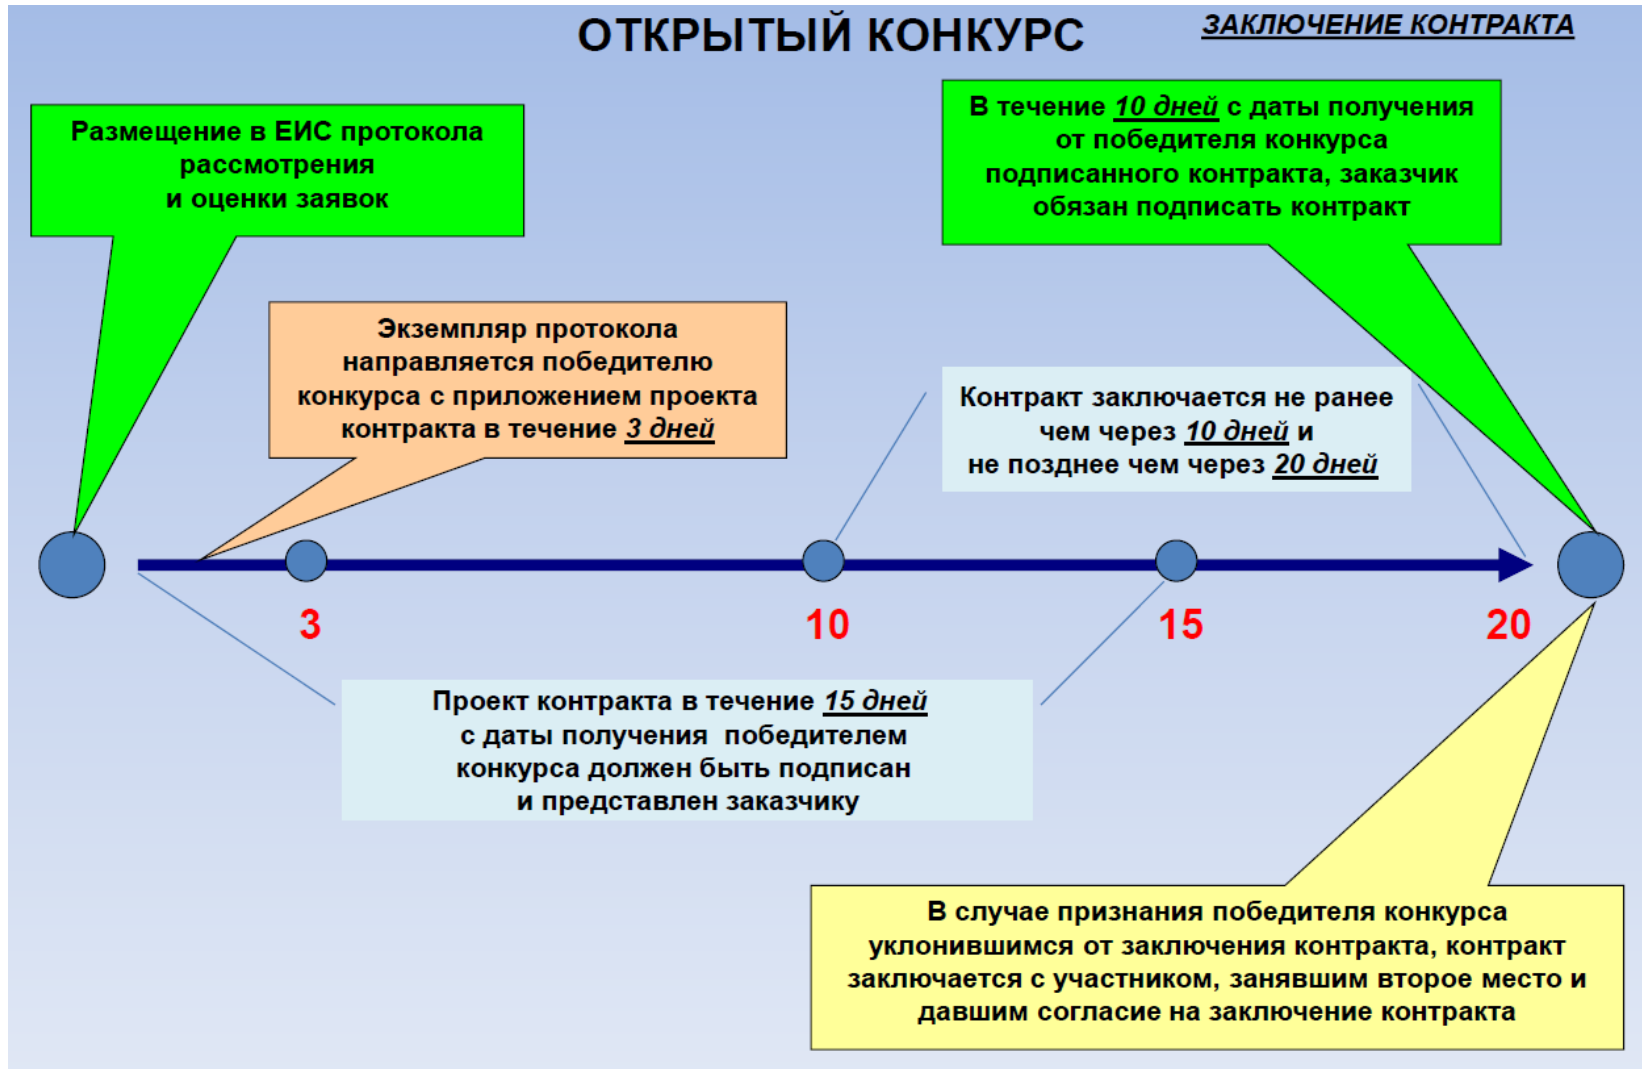 ОТКРЫТЫЙ КОНКУРС
ЗАКЛЮЧЕНИЕ КОНТРАКТА
Размещение в ЕИС протокола
рассмотрения
и оценки заявок
В течение 10 дней с даты получения
от победителя конкурса
подписанного контракта, заказчик
обязан подписать контракт
Экземпляр протокола
направляется победителю
конкурса с приложением проекта
контракта в течение 3 дней
Контракт заключается не ранее
чем через 10 дней и
не позднее чем через 20 дней
3
10
15
20
Проект контракта в течение 15 дней
с даты получения победителем
конкурса должен быть подписан
и представлен заказчику
В случае признания победителя конкурса
уклонившимся от заключения контракта, контракт
заключается с участником, занявшим второе место и
давшим согласие на заключение контракта